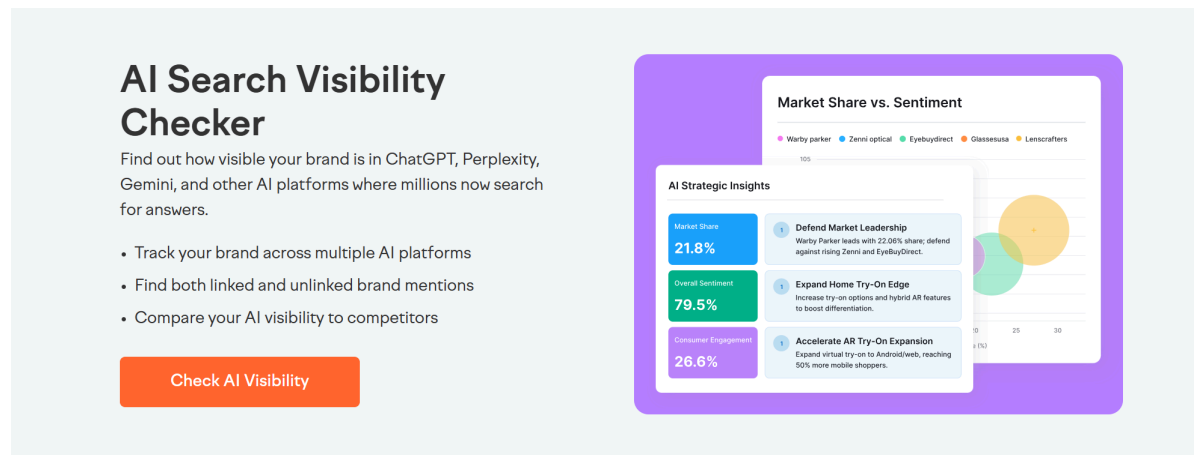 AI Search Visibility
Checker
Find out how visible your brand is in ChatGPT, Perplexity,
Gemini, and other AI platforms where millions now search
for answers.
• Track your brand across multiple AI platforms
• Find both linked and unlinked brand mentions
• Compare your AI visibility to competitors
Check AI Visibility
Market Share vs. Sentiment
Warby parker Zenni optical Eyebuydirect Glassesusa Lenscrafters
105
AI Strategic Insights
Market Share
21.8%
1 Defend Market Leadership
Warby Parker leads with 22.06% share; defend
against rising Zenni and EyeBuyDirect.
Overall Sentiment
79.5%
1 Expand Home Try-On Edge
Increase try-on options and hybrid AR features
to boost differentiation.
Consumer Engagement
26.6%
1 Accelerate AR Try-On Expansion
Expand virtual try-on to Android/web, reaching
50% more mobile shoppers.
25 30
(%)